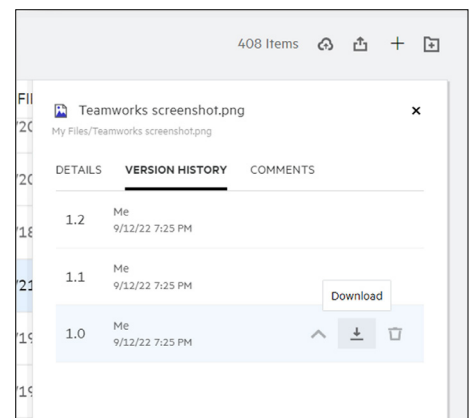 408 Items
Teamworks screenshot.png
My Files/Teamworks screenshot.png
DETAILS VERSION HISTORY COMMENTS
1.2 Me
9/12/22 7:25 PM
1.1 Me
9/12/22 7:25 PM
Download
1.0 Me
9/12/22 7:25 PM